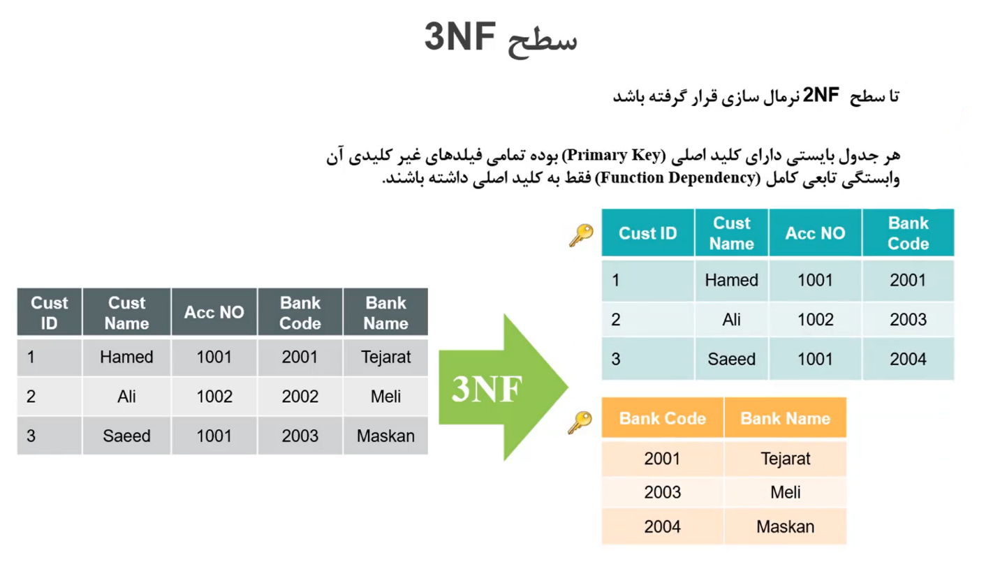 سطح 3NF
تا سطح 2NF نرمال سازی قرار گرفته باشد
هر جدول بایستی دارای کلید اصلی (Primary Key) بوده تمامی فیلدهای غیر کلیدی آن
وابستگی تابعی کامل (Function Dependency) فقط به کلید اصلی داشته باشند.
Cust ID Cust Name Acc NO Bank Code Bank Name
1 Hamed 1001 2001 Tejarat
2 Ali 1002 2002 Meli
3 Saeed 1001 2003 Maskan
3NF
Cust ID Cust Name Acc NO Bank Code
1 Hamed 1001 2001
2 Ali 1002 2003
3 Saeed 1001 2004
Bank Code Bank Name
2001 Tejarat
2003 Meli
2004 Maskan